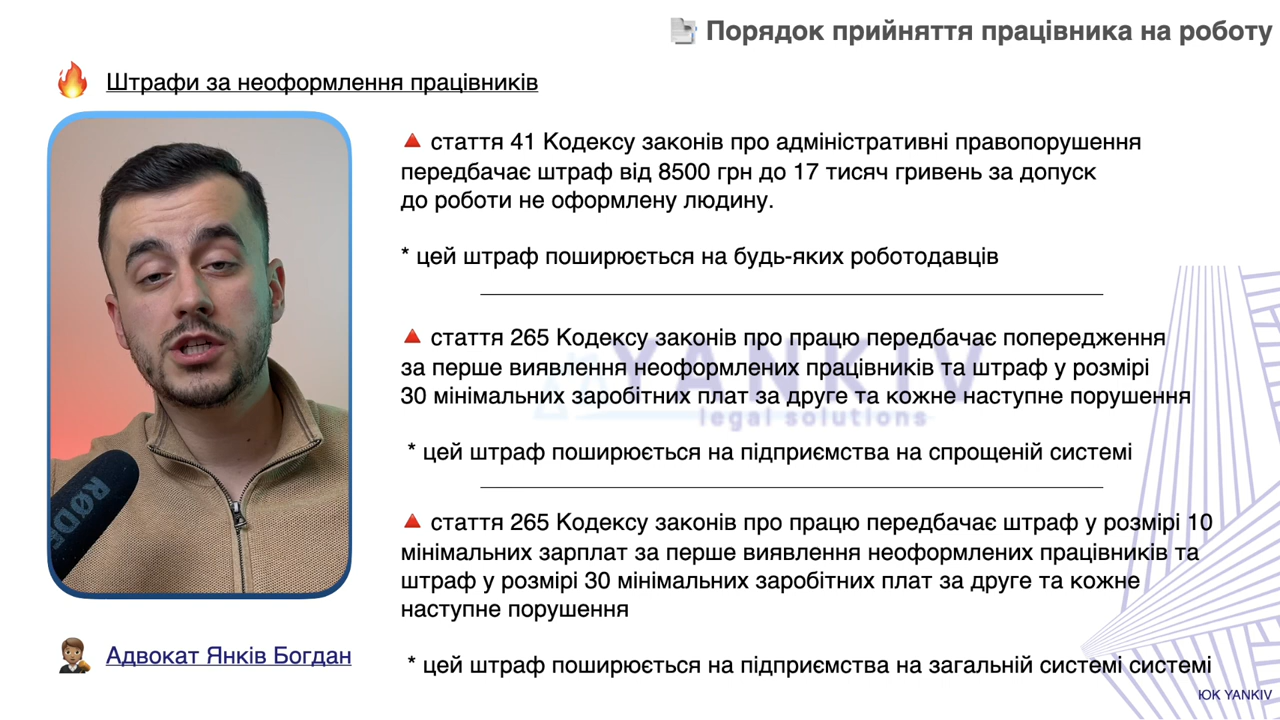 Порядок прийняття працівника на роботу
Штрафи за неоформлення працівників
стаття 41 Кодексу законів про адміністративні правопорушення
передбачає штраф від 8500 грн до 17 тисяч гривень за допуск
до роботи не оформлену людину.
* цей штраф поширюється на будь-яких роботодавців
стаття 265 Кодексу законів про працю передбачає попередження
за перше виявлення неоформлених працівників та штраф у розмірі
30 мінімальних заробітних плат за друге та кожне наступне порушення
YANKIV
legal solutions
* цей штраф поширюється на підприємства на спрощеній системі
стаття 265 Кодексу законів про працю передбачає штраф у розмірі 10
мінімальних зарплат за перше виявлення неоформлених працівників та
штраф у розмірі 30 мінімальних заробітних плат за друге та кожне
наступне порушення
* цей штраф поширюється на підприємства на загальній системі системі
RØDE
Адвокат Янків Богдан
ЮК YANKIV